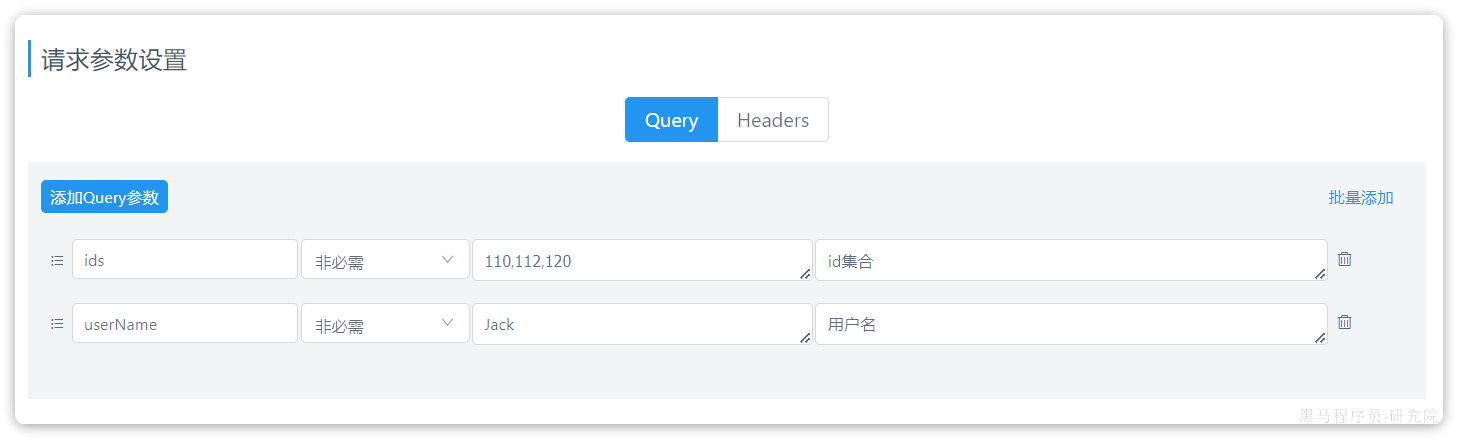 请求参数设置
Query Headers
添加Query参数 批量添加
ids 非必需 110,112,120 id集合
userName 非必需 Jack 用户名
黑马程序员-研究院